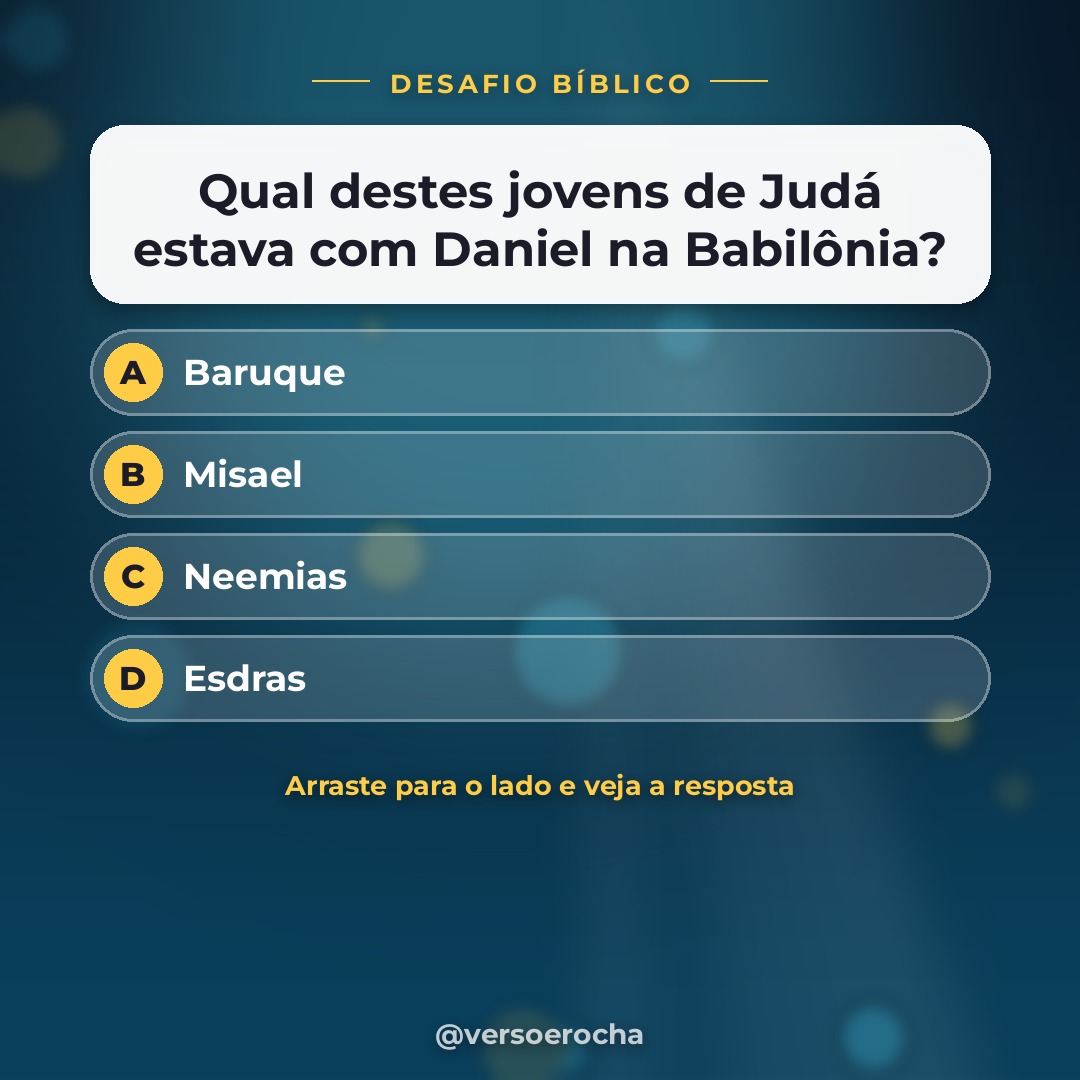 DESAFIO BÍBLICO
Qual destes jovens de Judá
estava com Daniel na Babilônia?
A Baruque
B Misael
C Neemias
D Esdras
Arraste para o lado e veja a resposta
@versoerocha